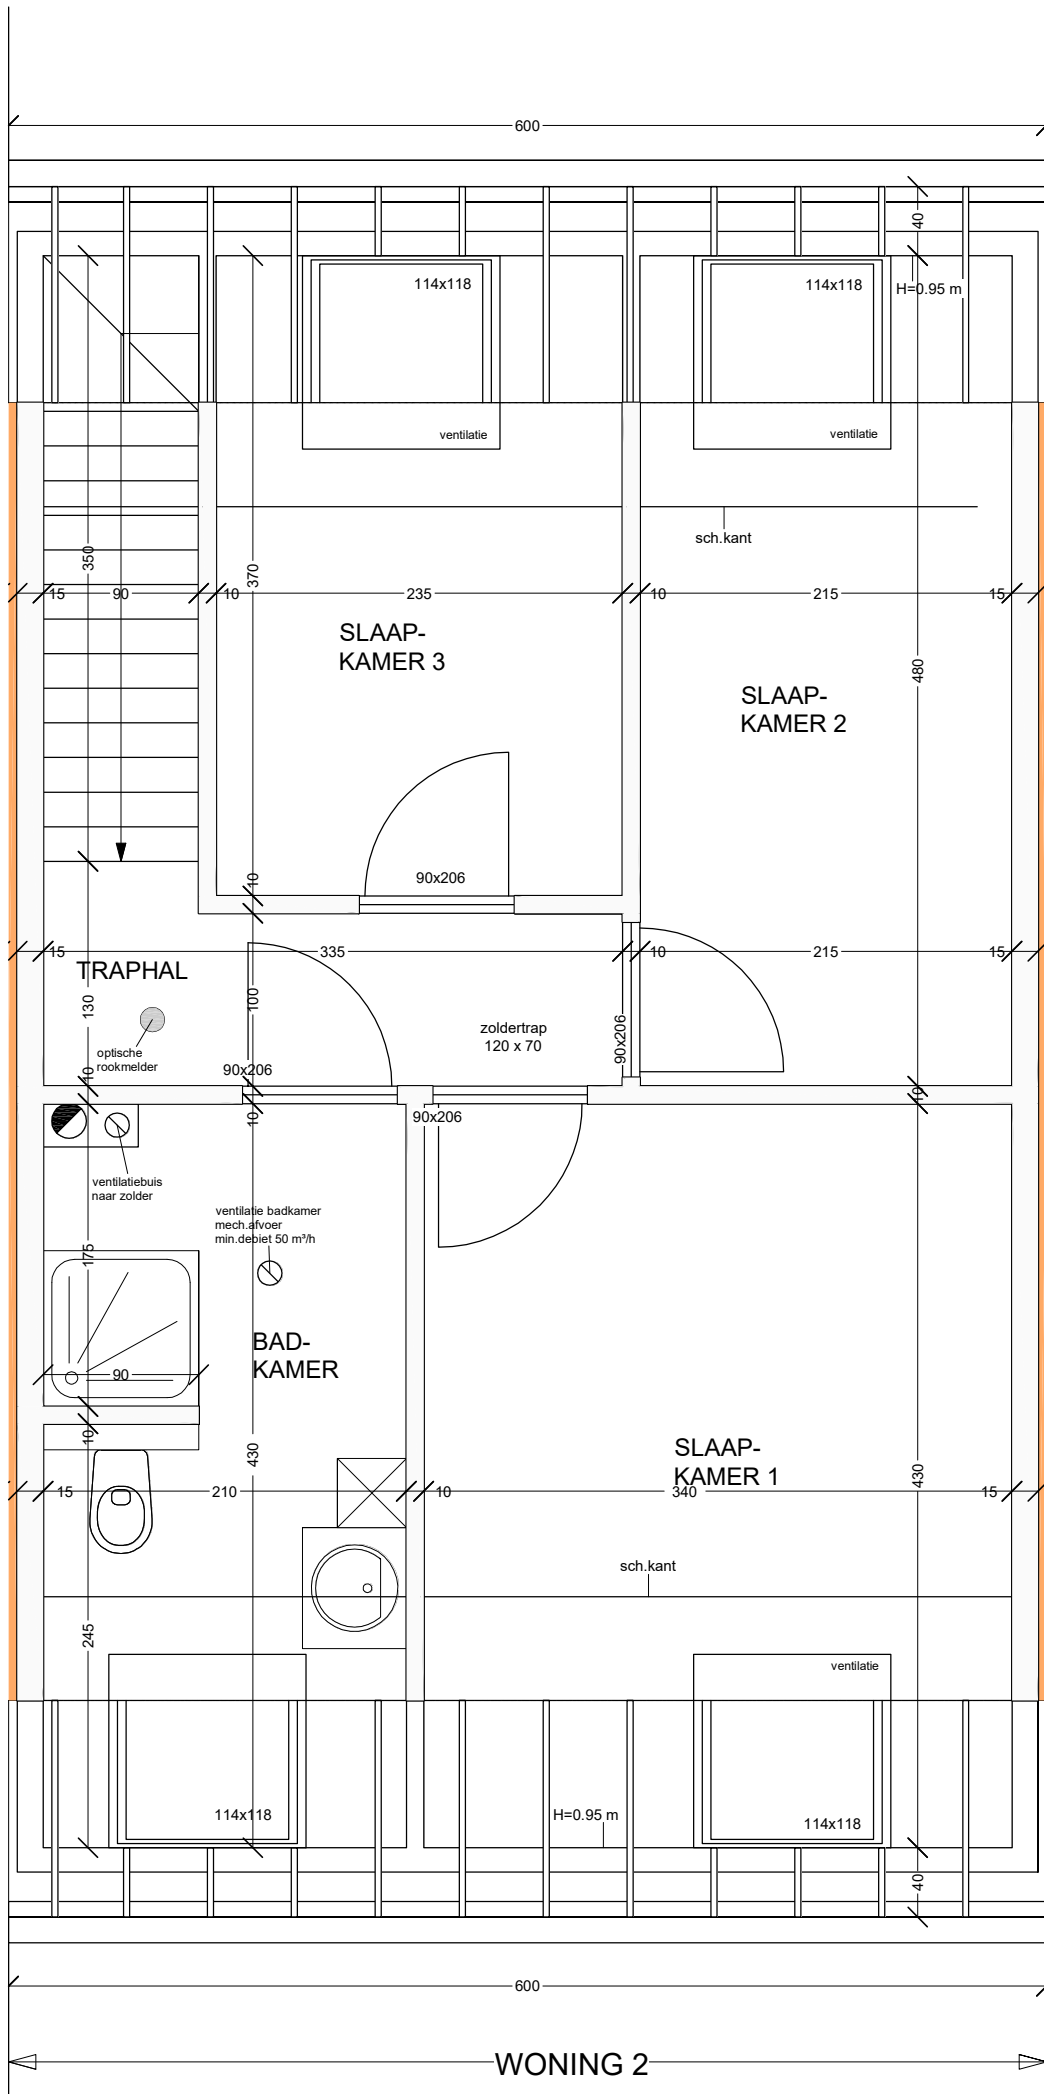 600
40
114x118
114x118
H=0.95 m
ventilatie
ventilatie
sch.kant
350
370
15
90
10
235
10
215
15
SLAAP-
KAMER 3
480
SLAAP-
KAMER 2
90x206
10
15
335
10
215
15
TRAPHAL
130
100
zoldertrap
120 x 70
90x206
optische
rookmelder
10
90x206
10
90x206
10
ventilatiebuis
naar zolder
ventilatie badkamer
mech.afvoer
min.debiet 50 m³/h
175
BAD-
KAMER
90
10
430
SLAAP-
KAMER 1
430
15
210
10
340
15
sch.kant
245
ventilatie
114x118
H=0.95 m
114x118
40
600
WONING 2